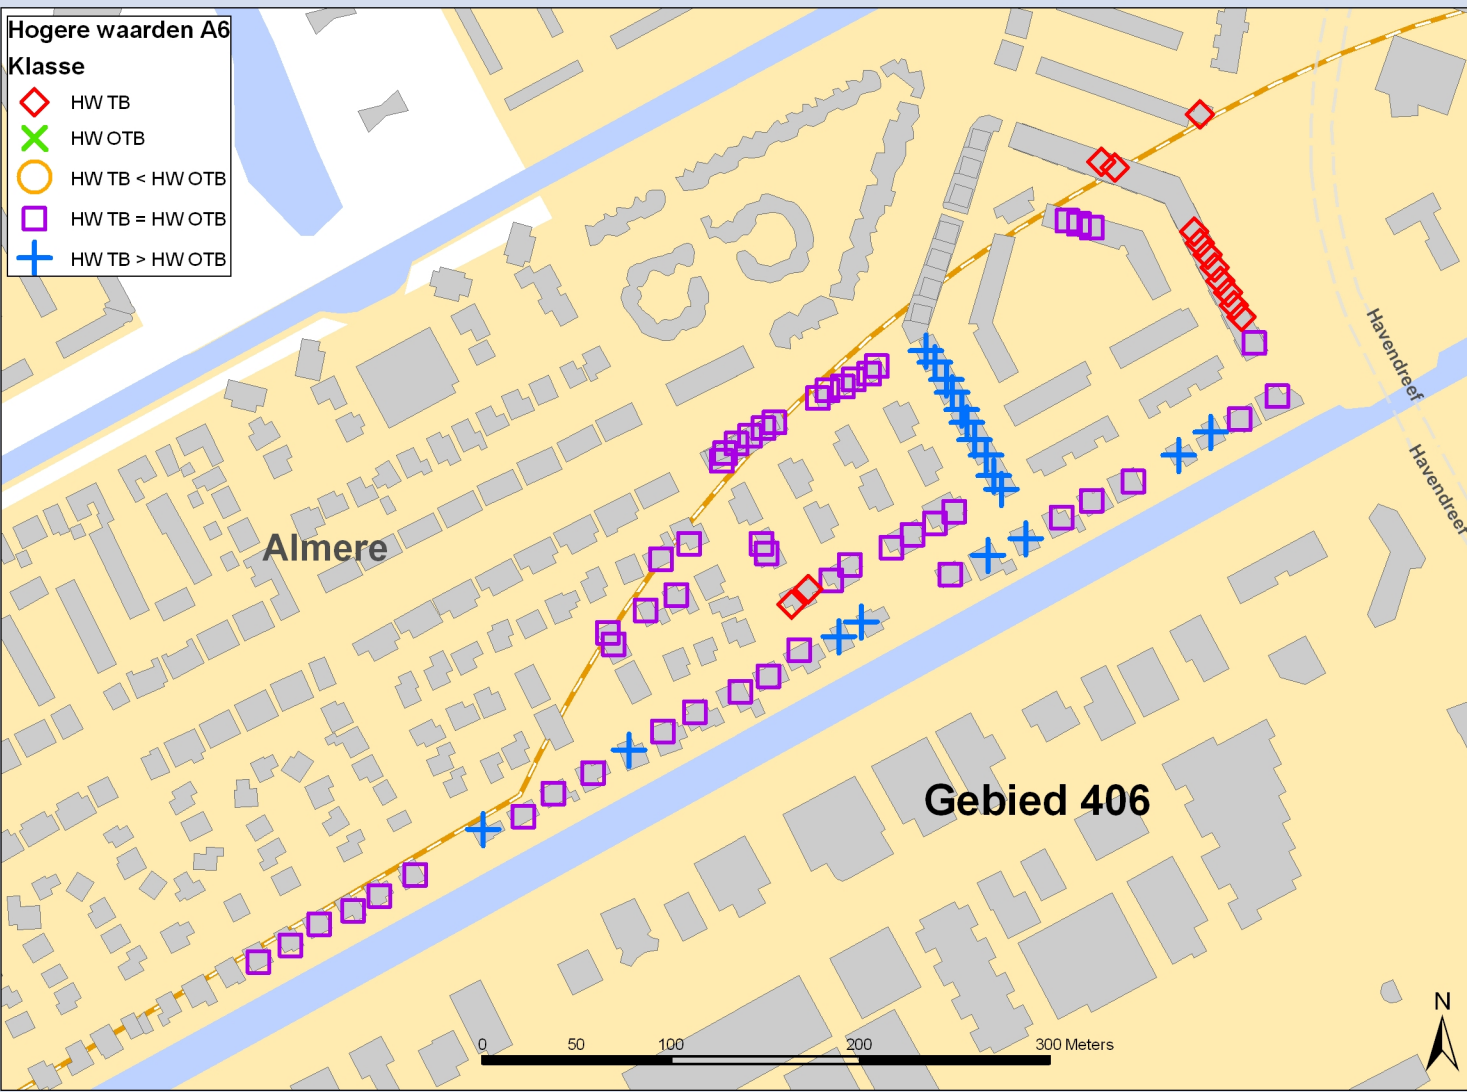 Hogere waarden A6
Klasse
HW TB
HW OTB
HW TB < HW OTB
HW TB = HW OTB
HW TB > HW OTB
Havendreef
Havendreef
Almere
Gebied 406
N
0 50 100 200 300 Meters